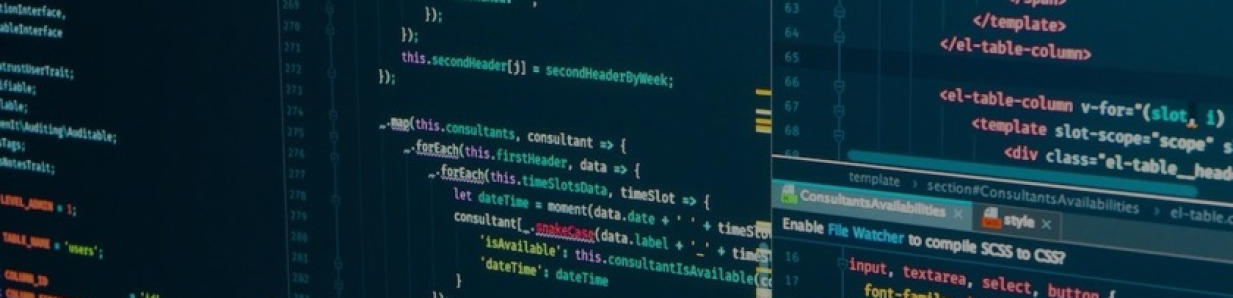 ionInterface,
ableInterface
trustUserTrait;
ifiable;
lable;
enIt\Auditing\Auditable;
sTags;
sNotesTrait;
LEVEL_ADMIN = 1;
TABLE_NAME = 'users';
COLUMN_ID
269
270 });
271 });
272 this.secondHeader[j] = secondHeaderByWeek;
273 });
274
275 _.map(this.consultants, consultant => {
276 _.forEach(this.firstHeader, data => {
277 _.forEach(this.timeSlotsData, timeSlot => {
278 let dateTime = moment(data.date + ' ' + timeSlo
279 consultant[_.snakeCase(data.label + '_' + timeS
280 'isAvailable': this.consultantIsAvailable(co
281 'dateTime': dateTime
282 }
63 </span>
64 </template>
65 </el-table-column>
66
67 <el-table-column v-for="(slot, i)
68 <template slot-scope="scope" s
69 <div class="el-table__head
template › section#ConsultantsAvailabilities › el-table.c
ConsultantsAvailabilities × style ×
Enable File Watcher to compile SCSS to CSS?
16 input, textarea, select, button {
17 font-famil